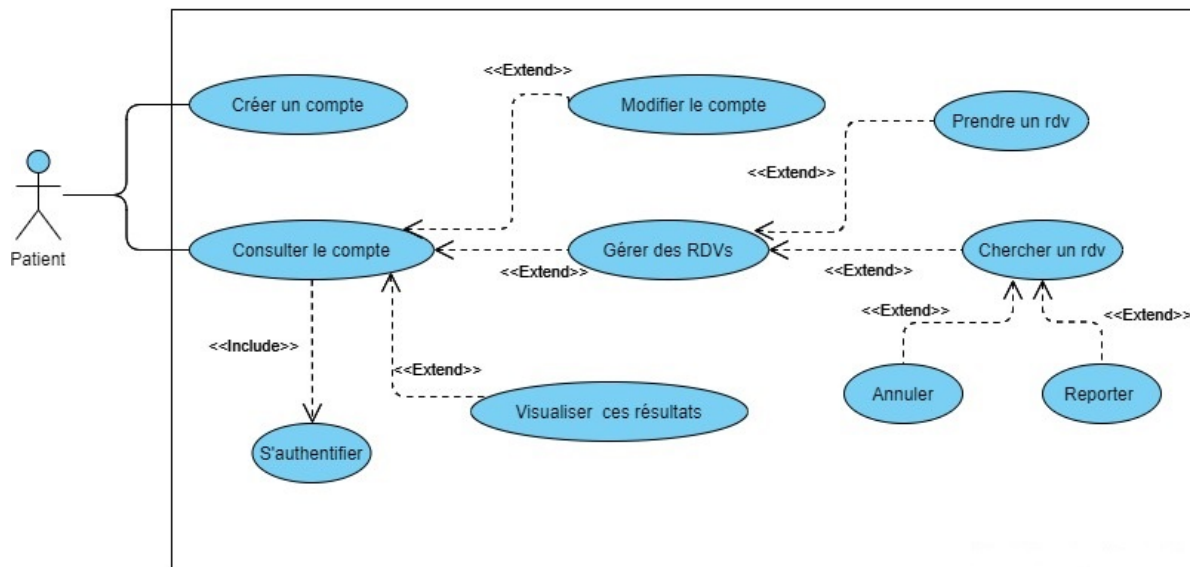 <<Extend>>
Créer un compte
Modifier le compte
Prendre un rdv
<<Extend>>
Patient
Consulter le compte
Gérer des RDVs
Chercher un rdv
<<Extend>>
<<Extend>>
<<Extend>>
<<Extend>>
<<Include>>
<<Extend>>
Annuler
Reporter
Visualiser ces résultats
S'authentifier